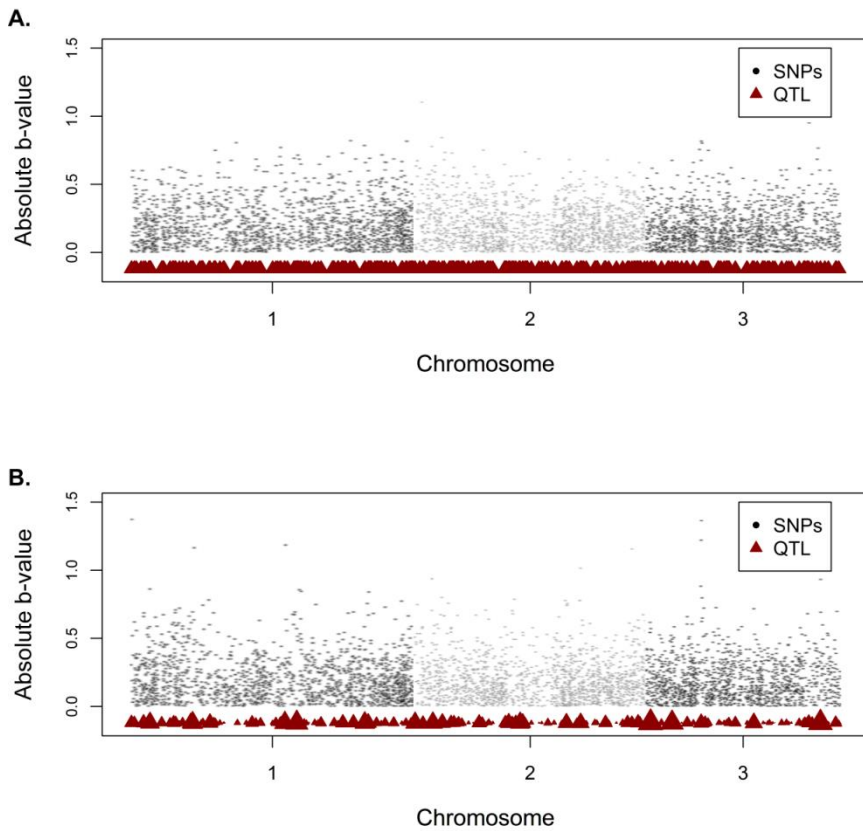 A.
1.5
SNPs
QTL
1.0
0.5
0.0
Absolute b-value
1 2 3
Chromosome
B.
1.5
SNPs
QTL
1.0
0.5
0.0
Absolute b-value
1 2 3
Chromosome